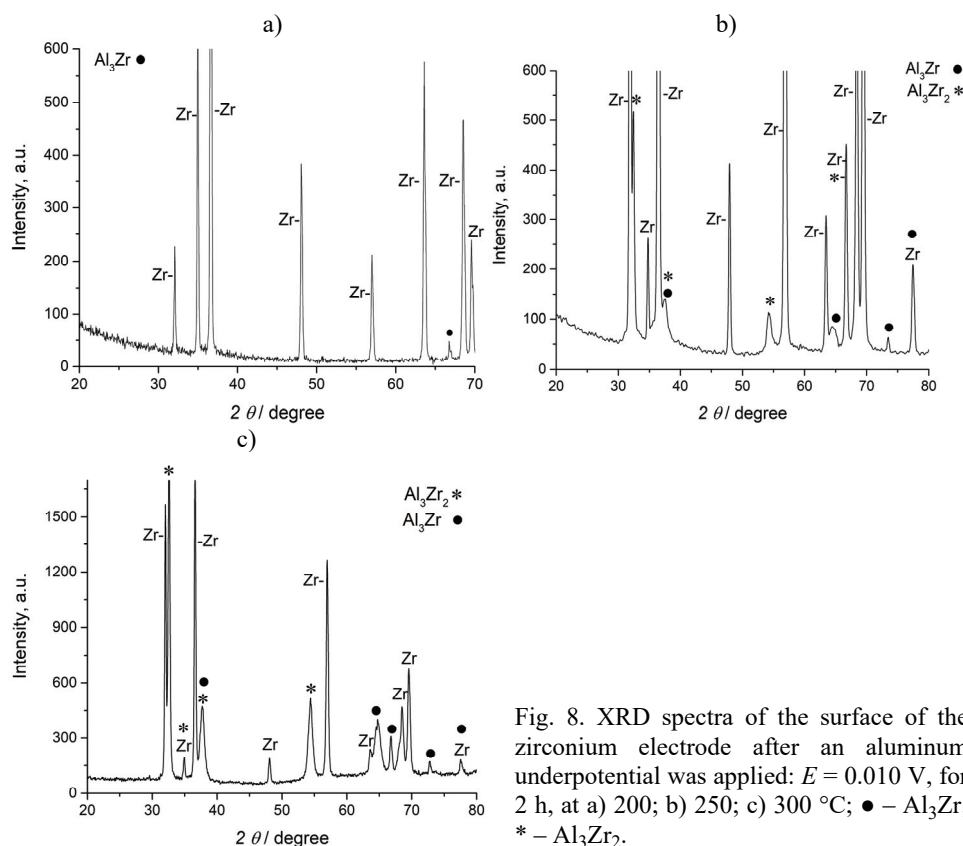 a)
600
500
400
300
200
100
0
Intensity, a.u.
Al₃Zr ●
Zr-
-Zr
Zr-
Zr-
Zr-
Zr-
Zr-
Zr
●
20 30 40 50 60 70
2 θ / degree
b)
600
500
400
300
200
100
0
Intensity, a.u.
Al₃Zr ●
Al₃Zr₂ *
Zr- *
-Zr
Zr
*
●
Zr-
*
Zr-
Zr-
●
Zr-
*-
Zr-
-Zr
●
●
Zr
20 30 40 50 60 70 80
2 θ / degree
c)
1500
1200
900
600
300
0
Intensity, a.u.
Al₃Zr₂ *
Al₃Zr ●
*
Zr-
-Zr
*
Zr
●
*
Zr
*
Zr-
Zr
●
●
Zr
Zr
●
●
Zr
20 30 40 50 60 70 80
2 θ / degree
Fig. 8. XRD spectra of the surface of the
zirconium electrode after an aluminum
underpotential was applied: E = 0.010 V, for
2 h, at a) 200; b) 250; c) 300 °C; ● – Al₃Zr
* – Al₃Zr₂.